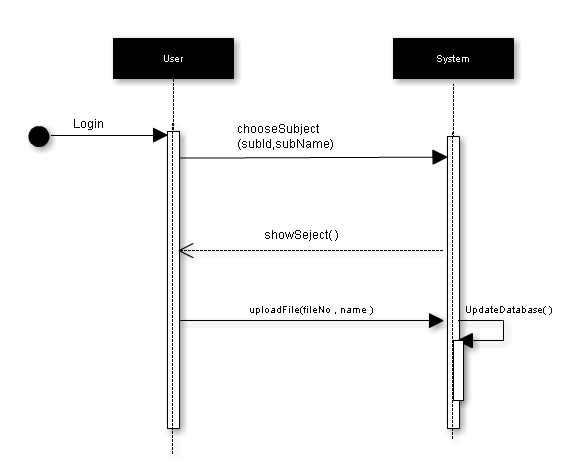 User
System
Login
chooseSubject
(subId,subName)
showSeject()
uploadFile(fileNo , name )
UpdateDatabase()